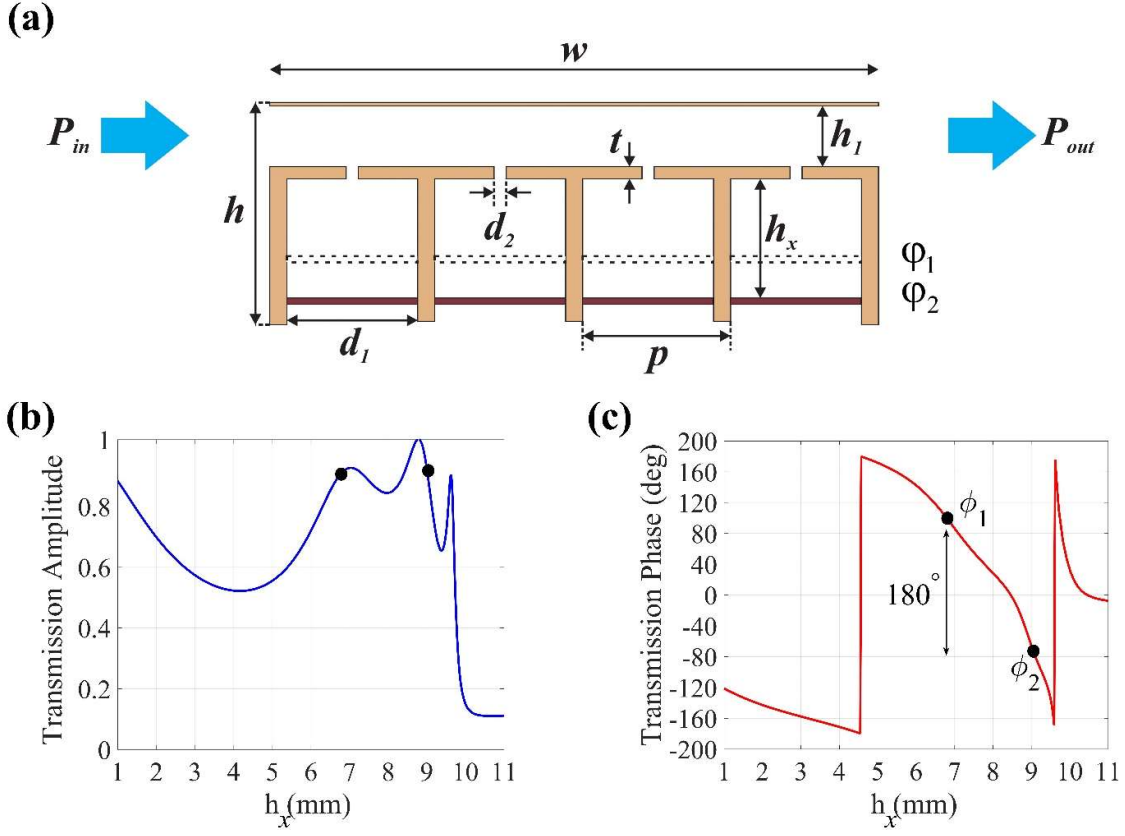 (a)
w
P_in
P_out
h
t
h_1
d_2
h_x
φ_1
φ_2
d_1
p
(b)
Transmission Amplitude
1
0.8
0.6
0.4
0.2
0
1 2 3 4 5 6 7 8 9 10 11
h_x(mm)
(c)
Transmission Phase (deg)
200
160
120
80
40
0
-40
-80
-120
-160
-200
ϕ_1
180°
ϕ_2
1 2 3 4 5 6 7 8 9 10 11
h_x(mm)